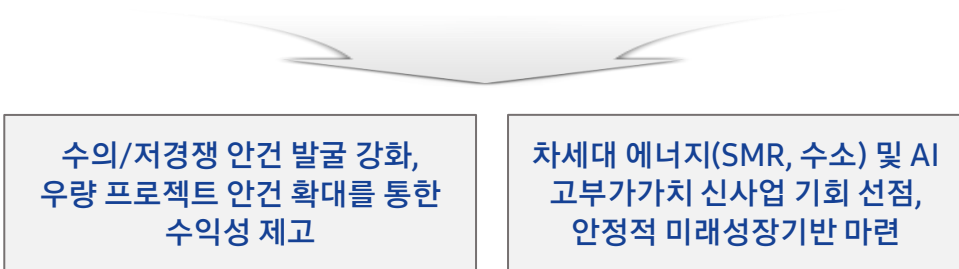 수의/저경쟁 안건 발굴 강화,
우량 프로젝트 안건 확대를 통한
수익성 제고
차세대 에너지(SMR, 수소) 및 AI
고부가가치 신사업 기회 선점,
안정적 미래성장기반 마련